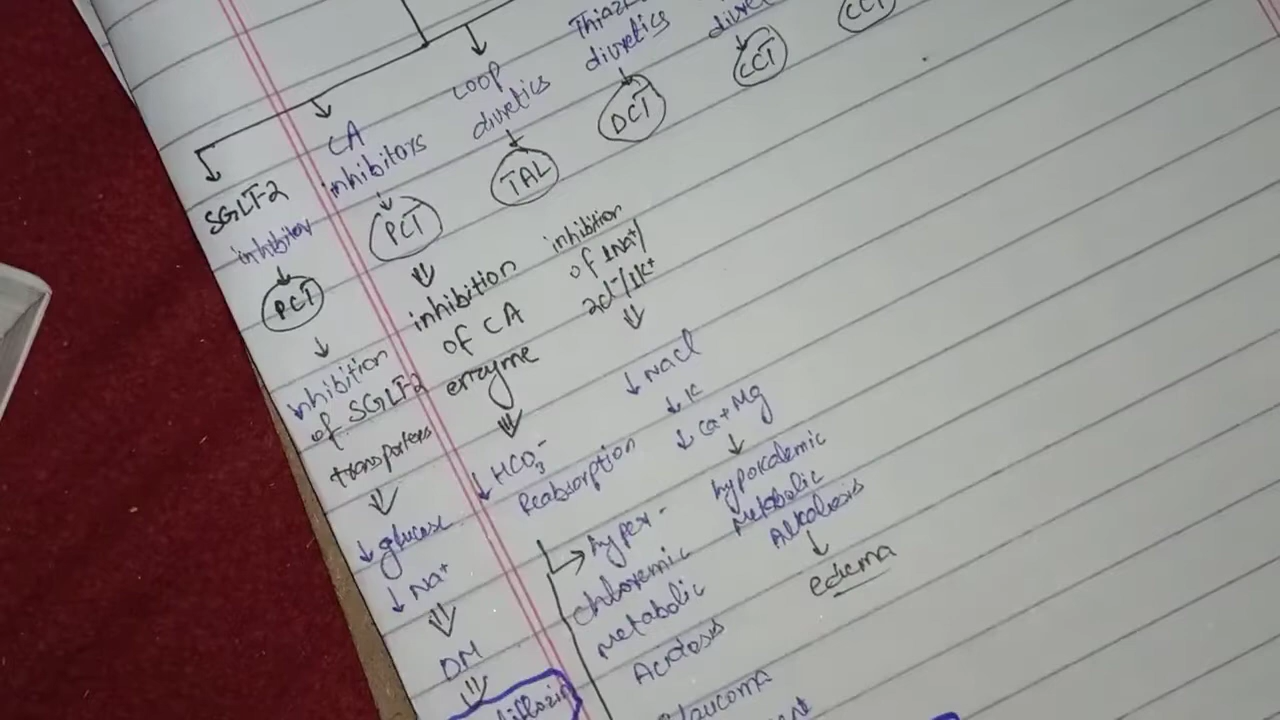 SGLT-2
inhibitor
PCT
inhibition
of SGLT-2
transporters
↓ glucose
↓ Na+
DM
CA
inhibitors
PCT
inhibition
of CA
enzyme
↓ HCO3-
Reabsorption
hyper-
chloremic
metabolic
Acidosis
Loop
diuretics
TAL
inhibition
of 1Na+/
2Cl-/1K+
↓ NaCl
↓ K
↓ Ca+Mg
hypokalemic
metabolic
Alkalosis
edema
diuretics
DCT
CCT
CCT